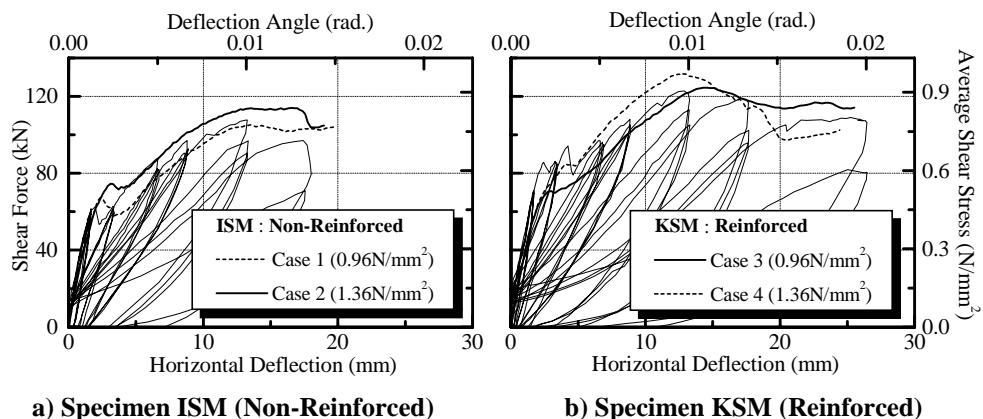 Deflection Angle (rad.)
0.00 0.01 0.02
Shear Force (kN)
120
80
40
0
ISM : Non-Reinforced
Case 1 (0.96N/mm²)
Case 2 (1.36N/mm²)
0 10 20 30
Horizontal Deflection (mm)
a) Specimen ISM (Non-Reinforced)
Deflection Angle (rad.)
0.00 0.01 0.02
KSM : Reinforced
Case 3 (0.96N/mm²)
Case 4 (1.36N/mm²)
0.9
0.6
0.3
0.0
Average Shear Stress (N/mm²)
0 10 20 30
Horizontal Deflection (mm)
b) Specimen KSM (Reinforced)